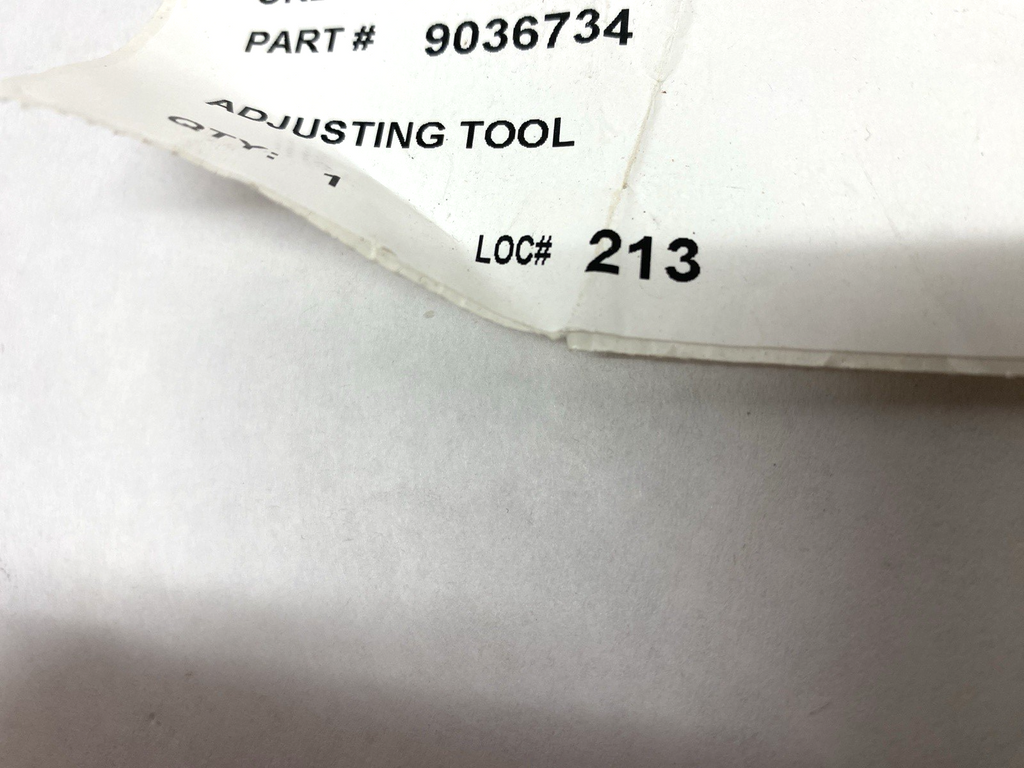 PART # 9036734
ADJUSTING TOOL
QTY: 1
LOC# 213